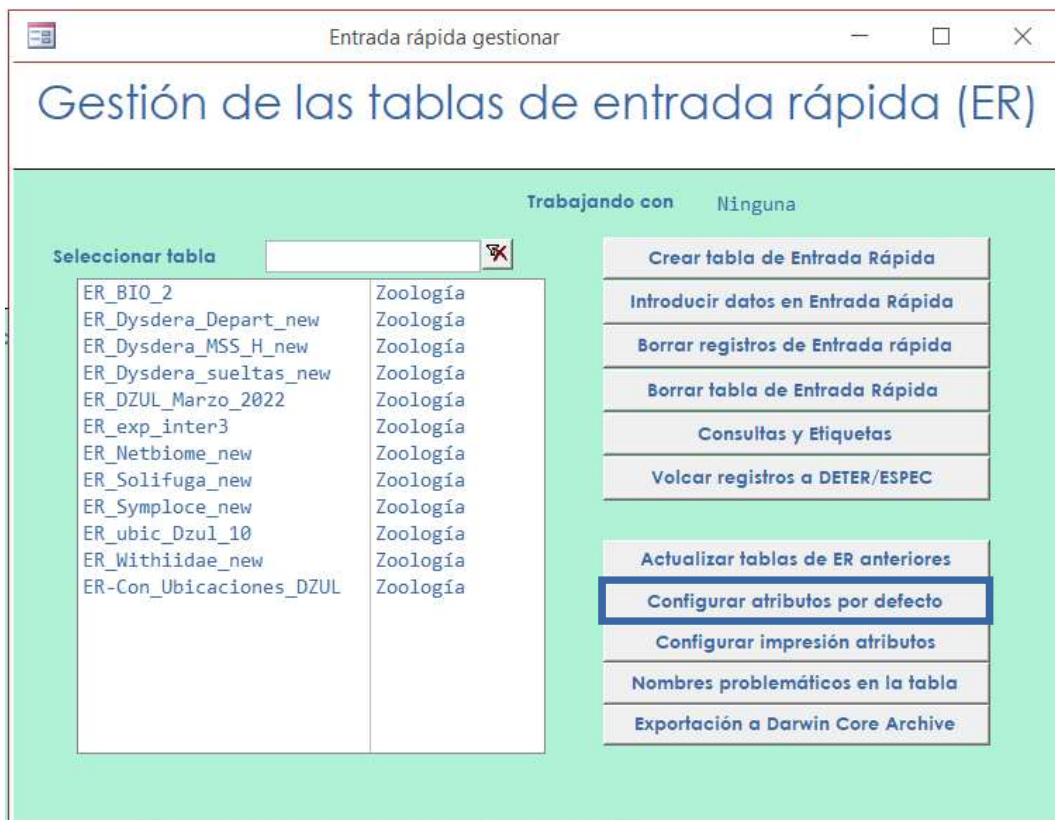 Entrada rápida gestionar
Gestión de las tablas de entrada rápida (ER)
Trabajando con Ninguna
Seleccionar tabla
ER_BIO_2 Zoología
ER_Dysdera_Depart_new Zoología
ER_Dysdera_MSS_H_new Zoología
ER_Dysdera_sueltas_new Zoología
ER_DZUL_Marzo_2022 Zoología
ER_exp_inter3 Zoología
ER_Netbiome_new Zoología
ER_Solifuga_new Zoología
ER_Symploce_new Zoología
ER_ubic_Dzul_10 Zoología
ER_Withiidae_new Zoología
ER-Con_Ubicaciones_DZUL Zoología
Crear tabla de Entrada Rápida
Introducir datos en Entrada Rápida
Borrar registros de Entrada rápida
Borrar tabla de Entrada Rápida
Consultas y Etiquetas
Volcar registros a DETER/ESPEC
Actualizar tablas de ER anteriores
Configurar atributos por defecto
Configurar impresión atributos
Nombres problemáticos en la tabla
Exportación a Darwin Core Archive